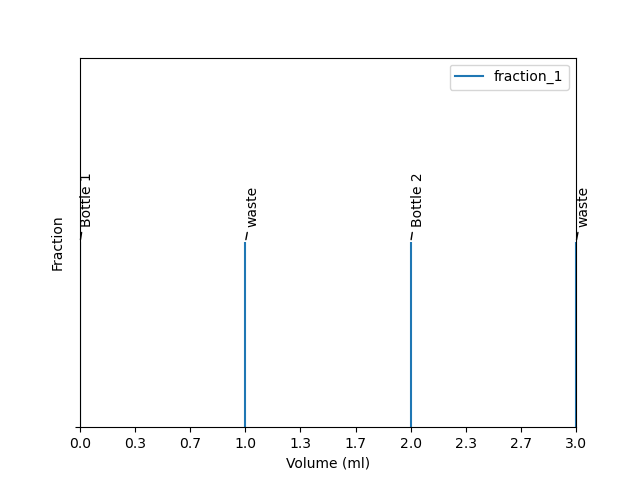 fraction_1
Bottle 1
waste
Bottle 2
waste
Fraction
0.0 0.3 0.7 1.0 1.3 1.7 2.0 2.3 2.7 3.0
Volume (ml)